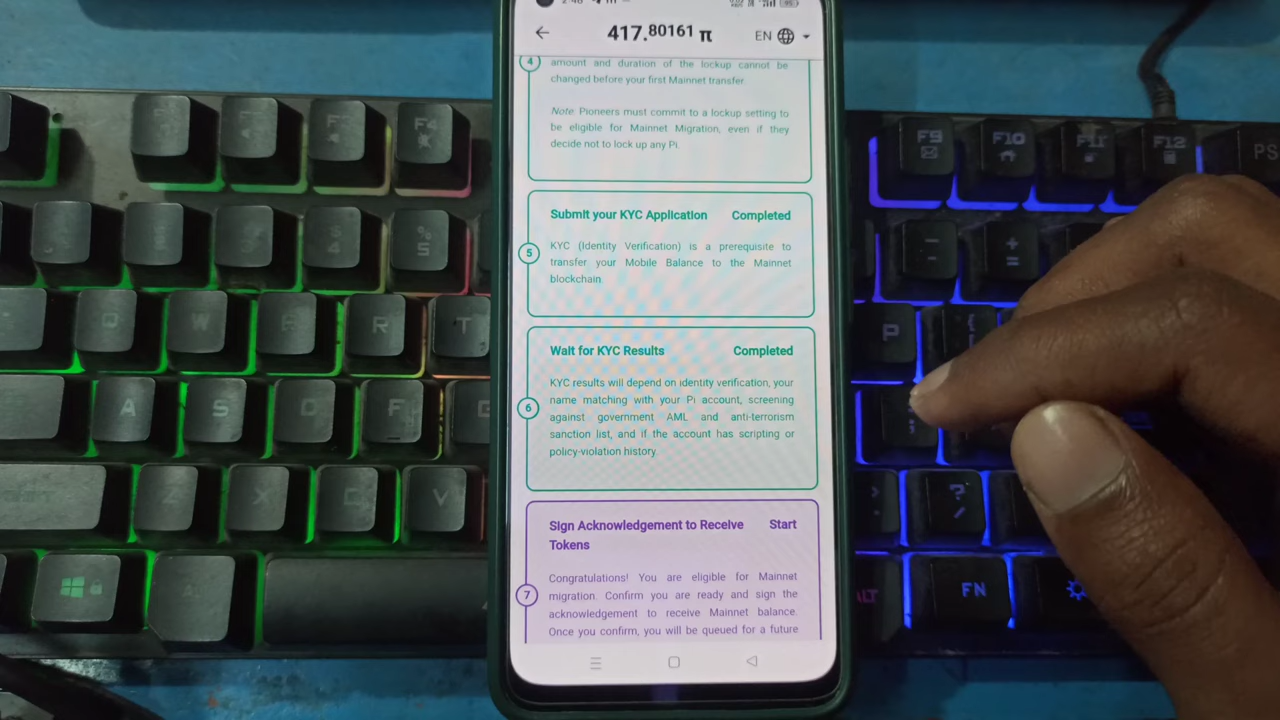 417.80161 π
EN
4
amount and duration of the lockup cannot be
changed before your first Mainnet transfer.
Note: Pioneers must commit to a lockup setting to
be eligible for Mainnet Migration, even if they
decide not to lock up any Pi.
Submit your KYC Application Completed
5
KYC (Identity Verification) is a prerequisite to
transfer your Mobile Balance to the Mainnet
blockchain.
Wait for KYC Results Completed
6
KYC results will depend on identity verification, your
name matching with your Pi account, screening
against government AML and anti-terrorism
sanction list, and if the account has scripting or
policy-violation history.
Sign Acknowledgement to Receive Start
Tokens
7
Congratulations! You are eligible for Mainnet
migration. Confirm you are ready and sign the
acknowledgement to receive Mainnet balance.
Once you confirm, you will be queued for a future
F4
% 5
Q W R T
A S D F
Z X C V
F9 F10 F11 F12
PS
- + =
P
? /
FN